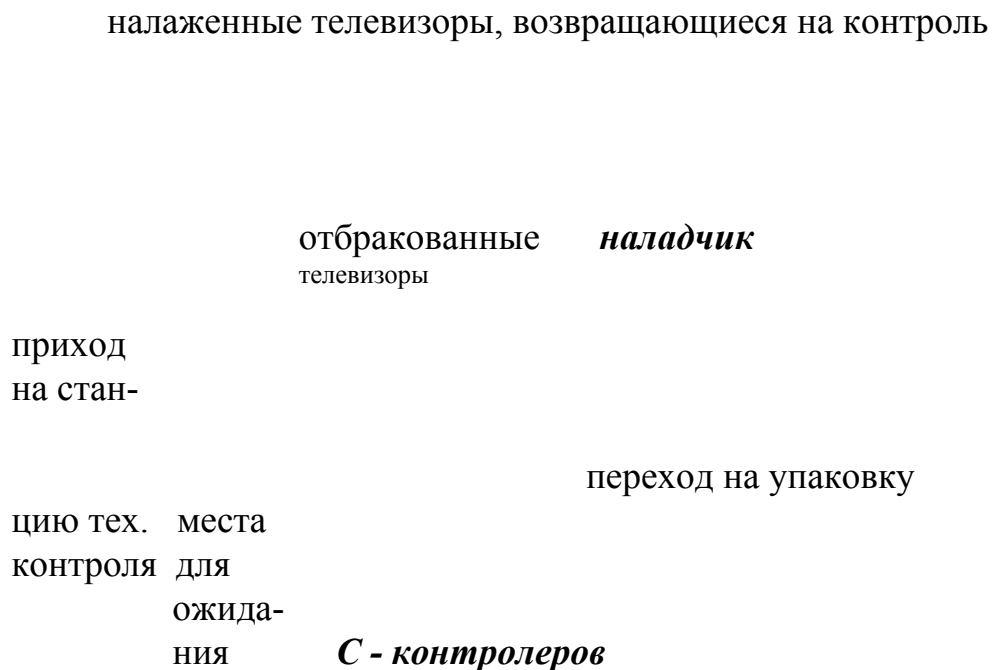 налаженные телевизоры, возвращающиеся на контроль
отбракованные наладчик
телевизоры
приход
на стан-
переход на упаковку
цию тех. места
контроля для
ожида-
ния С - контролеров